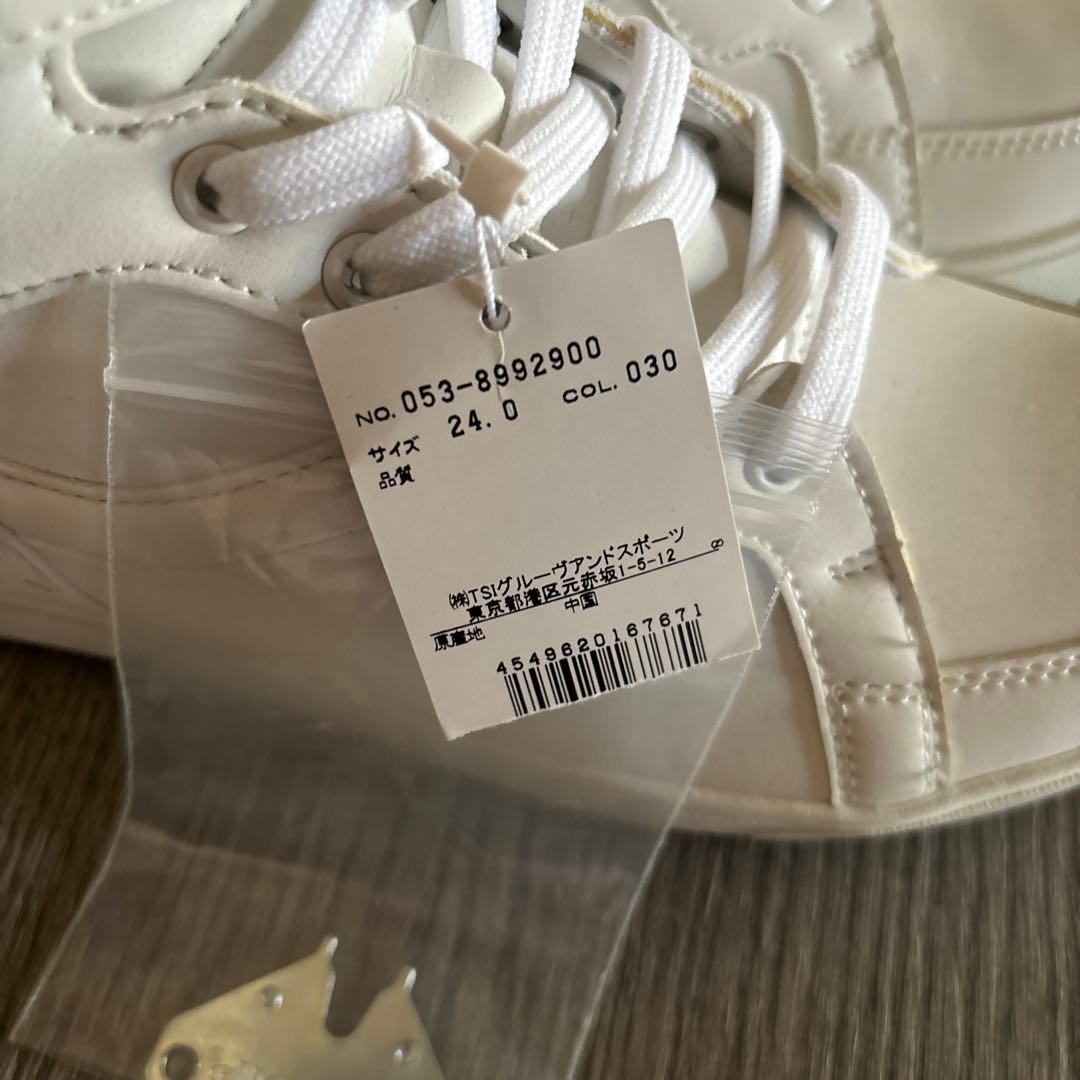 NO. 053-8992900
サイズ 24.0 COL. 030
品質
㈱TSIグルーヴアンドスポーツ
東京都港区元赤坂1-5-12 8
原産地 中国
4549620167671